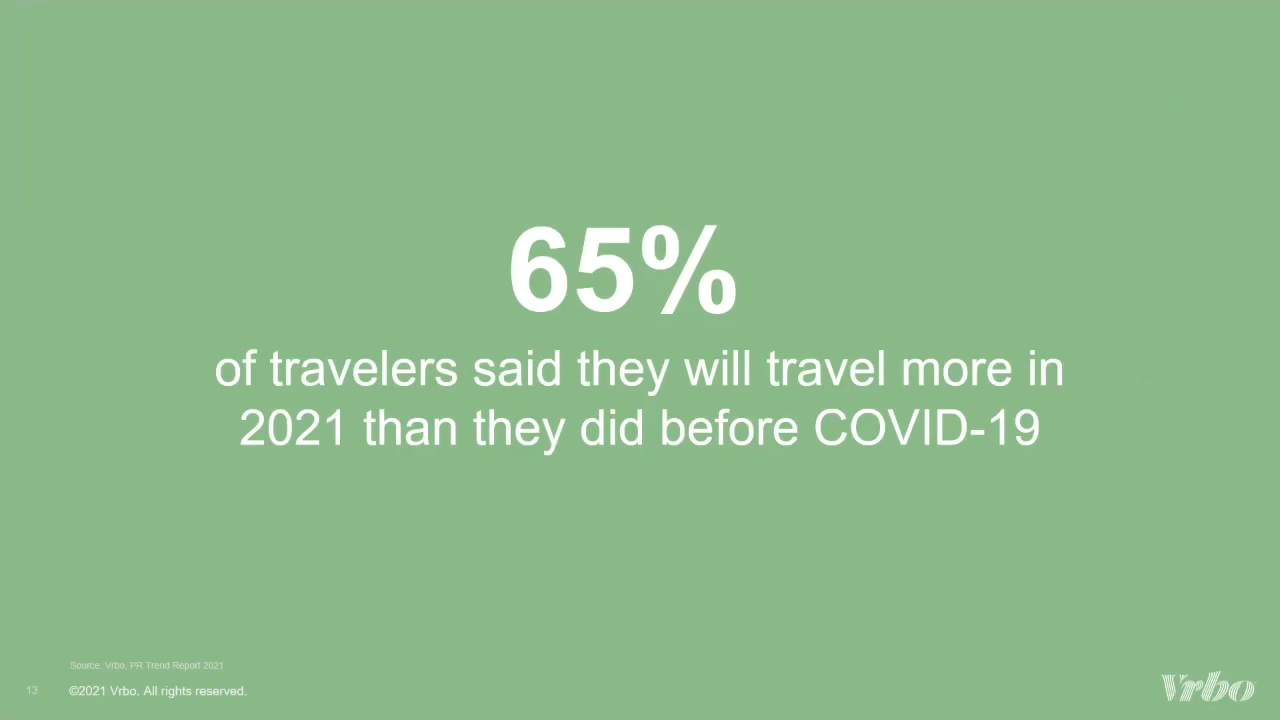 65%
of travelers said they will travel more in
2021 than they did before COVID-19
Source: Vrbo, PR Trend Report 2021
13 ©2021 Vrbo. All rights reserved.
Vrbo